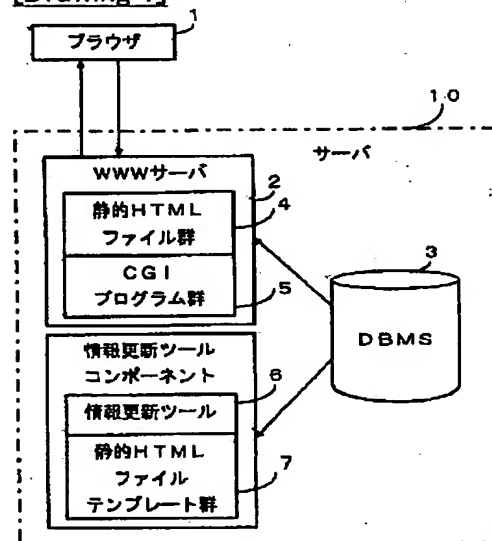 [Drawing 1]
1
ブラウザ
10
サーバ
WWWサーバ
2
静的HTML
ファイル群
4
CGI
プログラム群
5
3
DBMS
情報更新ツール
コンポーネント
6
情報更新ツール
静的HTML
ファイル
テンプレート群
7